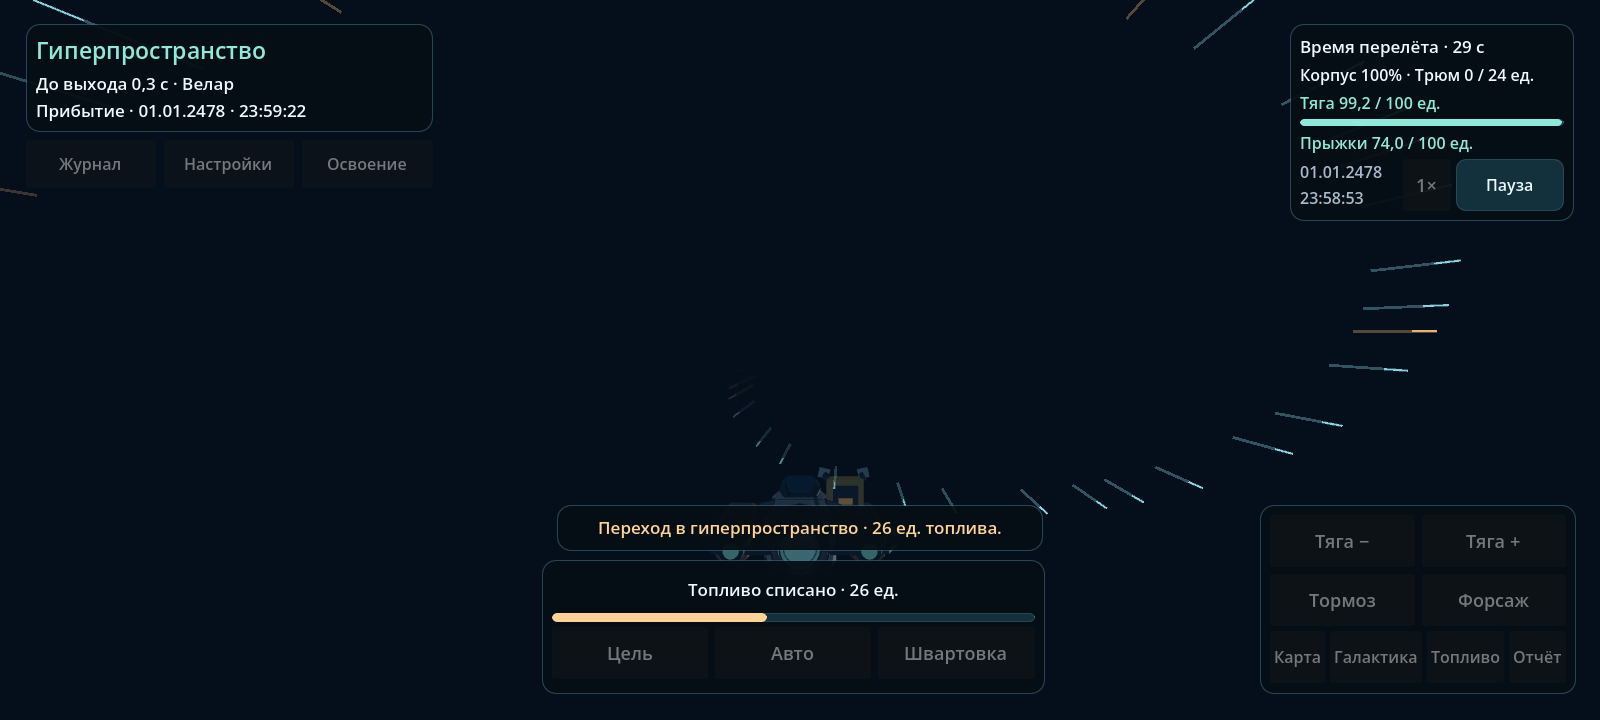 Гиперпространство
До выхода 0,3 с · Велар
Прибытие · 01.01.2478 · 23:59:22
Журнал
Настройки
Освоение
Время перелёта · 29 с
Корпус 100% · Трюм 0 / 24 ед.
Тяга 99,2 / 100 ед.
Прыжки 74,0 / 100 ед.
01.01.2478
23:58:53
1×
Пауза
Переход в гиперпространство · 26 ед. топлива.
Топливо списано · 26 ед.
Цель
Авто
Швартовка
Тяга −
Тяга +
Тормоз
Форсаж
Карта
Галактика
Топливо
Отчёт